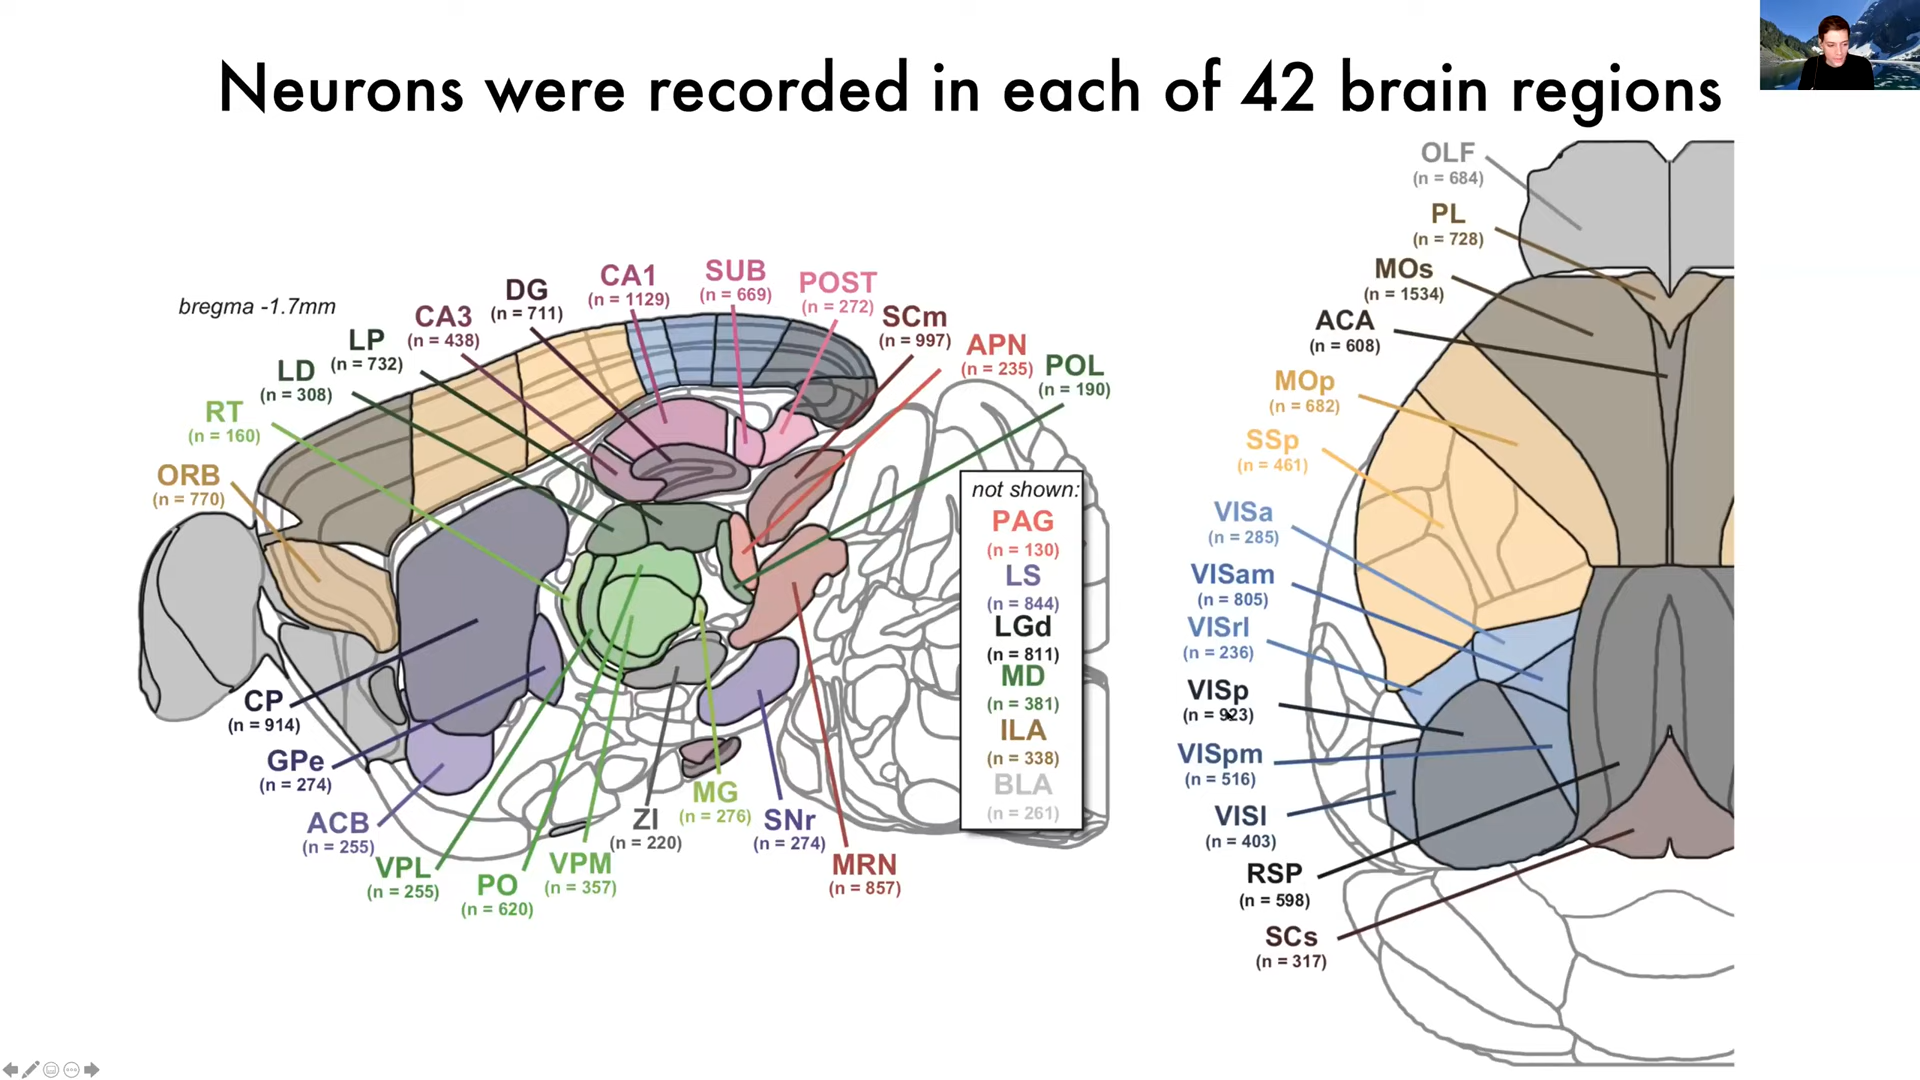 Neurons were recorded in each of 42 brain regions
bregma -1.7mm
ORB
(n = 770)
RT
(n = 160)
LD
(n = 308)
LP
(n = 732)
CA3
(n = 438)
DG
(n = 711)
CA1
(n = 1129)
SUB
(n = 669)
POST
(n = 272)
SCm
(n = 997)
APN
(n = 235)
POL
(n = 190)
CP
(n = 914)
GPe
(n = 274)
ACB
(n = 255)
VPL
(n = 255)
PO
(n = 620)
VPM
(n = 357)
ZI
(n = 220)
MG
(n = 276)
SNr
(n = 274)
MRN
(n = 857)
not shown:
PAG
(n = 130)
LS
(n = 844)
LGd
(n = 811)
MD
(n = 381)
ILA
(n = 338)
BLA
(n = 261)
OLF
(n = 684)
PL
(n = 728)
MOs
(n = 1534)
ACA
(n = 608)
MOp
(n = 682)
SSp
(n = 461)
VISa
(n = 285)
VISam
(n = 805)
VISrl
(n = 236)
VISp
(n = 923)
VISpm
(n = 516)
VISl
(n = 403)
RSP
(n = 598)
SCs
(n = 317)